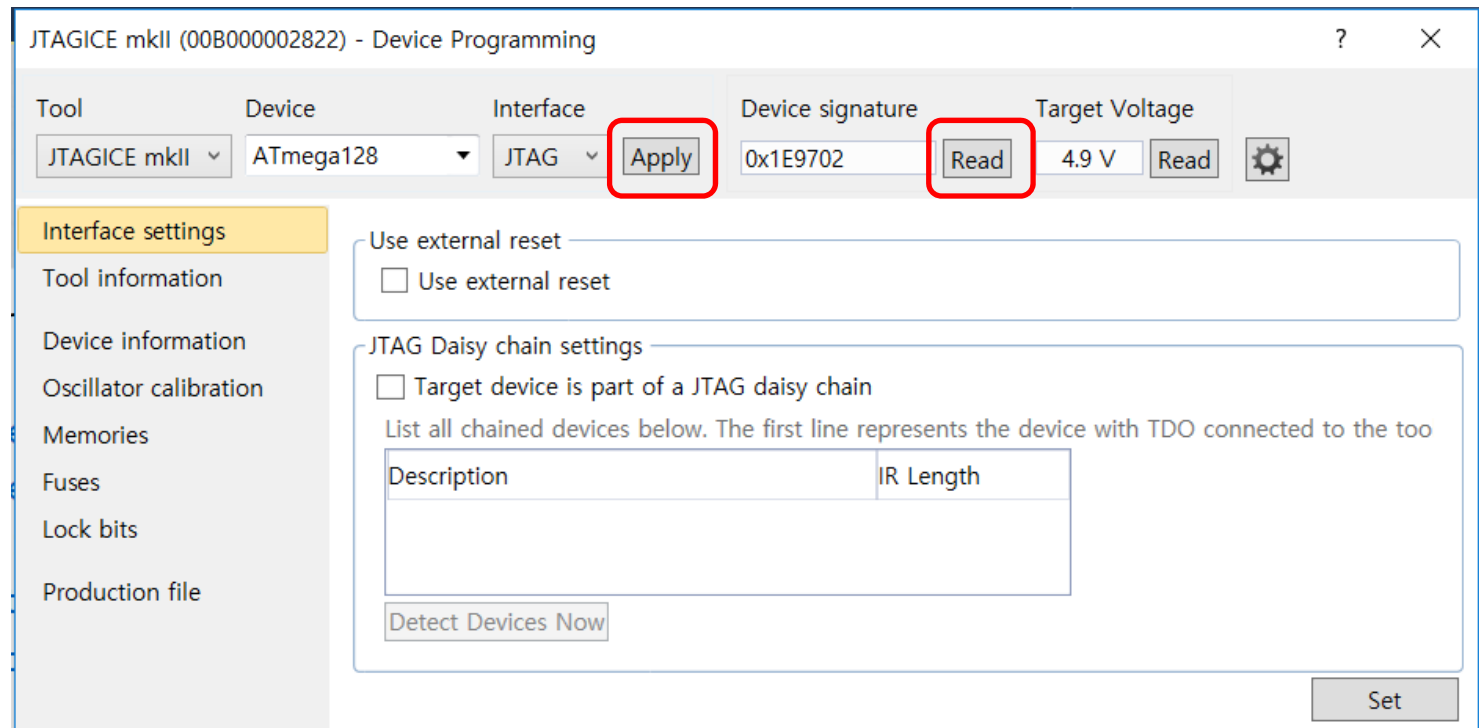 JTAGICE mkII (00B000002822) - Device Programming ?
Tool Device Interface Device signature Target Voltage
JTAGICE mkII ATmega128 JTAG Apply 0x1E9702 Read 4.9 V Read
Interface settings
Tool information
Device information
Oscillator calibration
Memories
Fuses
Lock bits
Production file
Use external reset
Use external reset
JTAG Daisy chain settings
Target device is part of a JTAG daisy chain
List all chained devices below. The first line represents the device with TDO connected to the too
Description IR Length
Detect Devices Now
Set